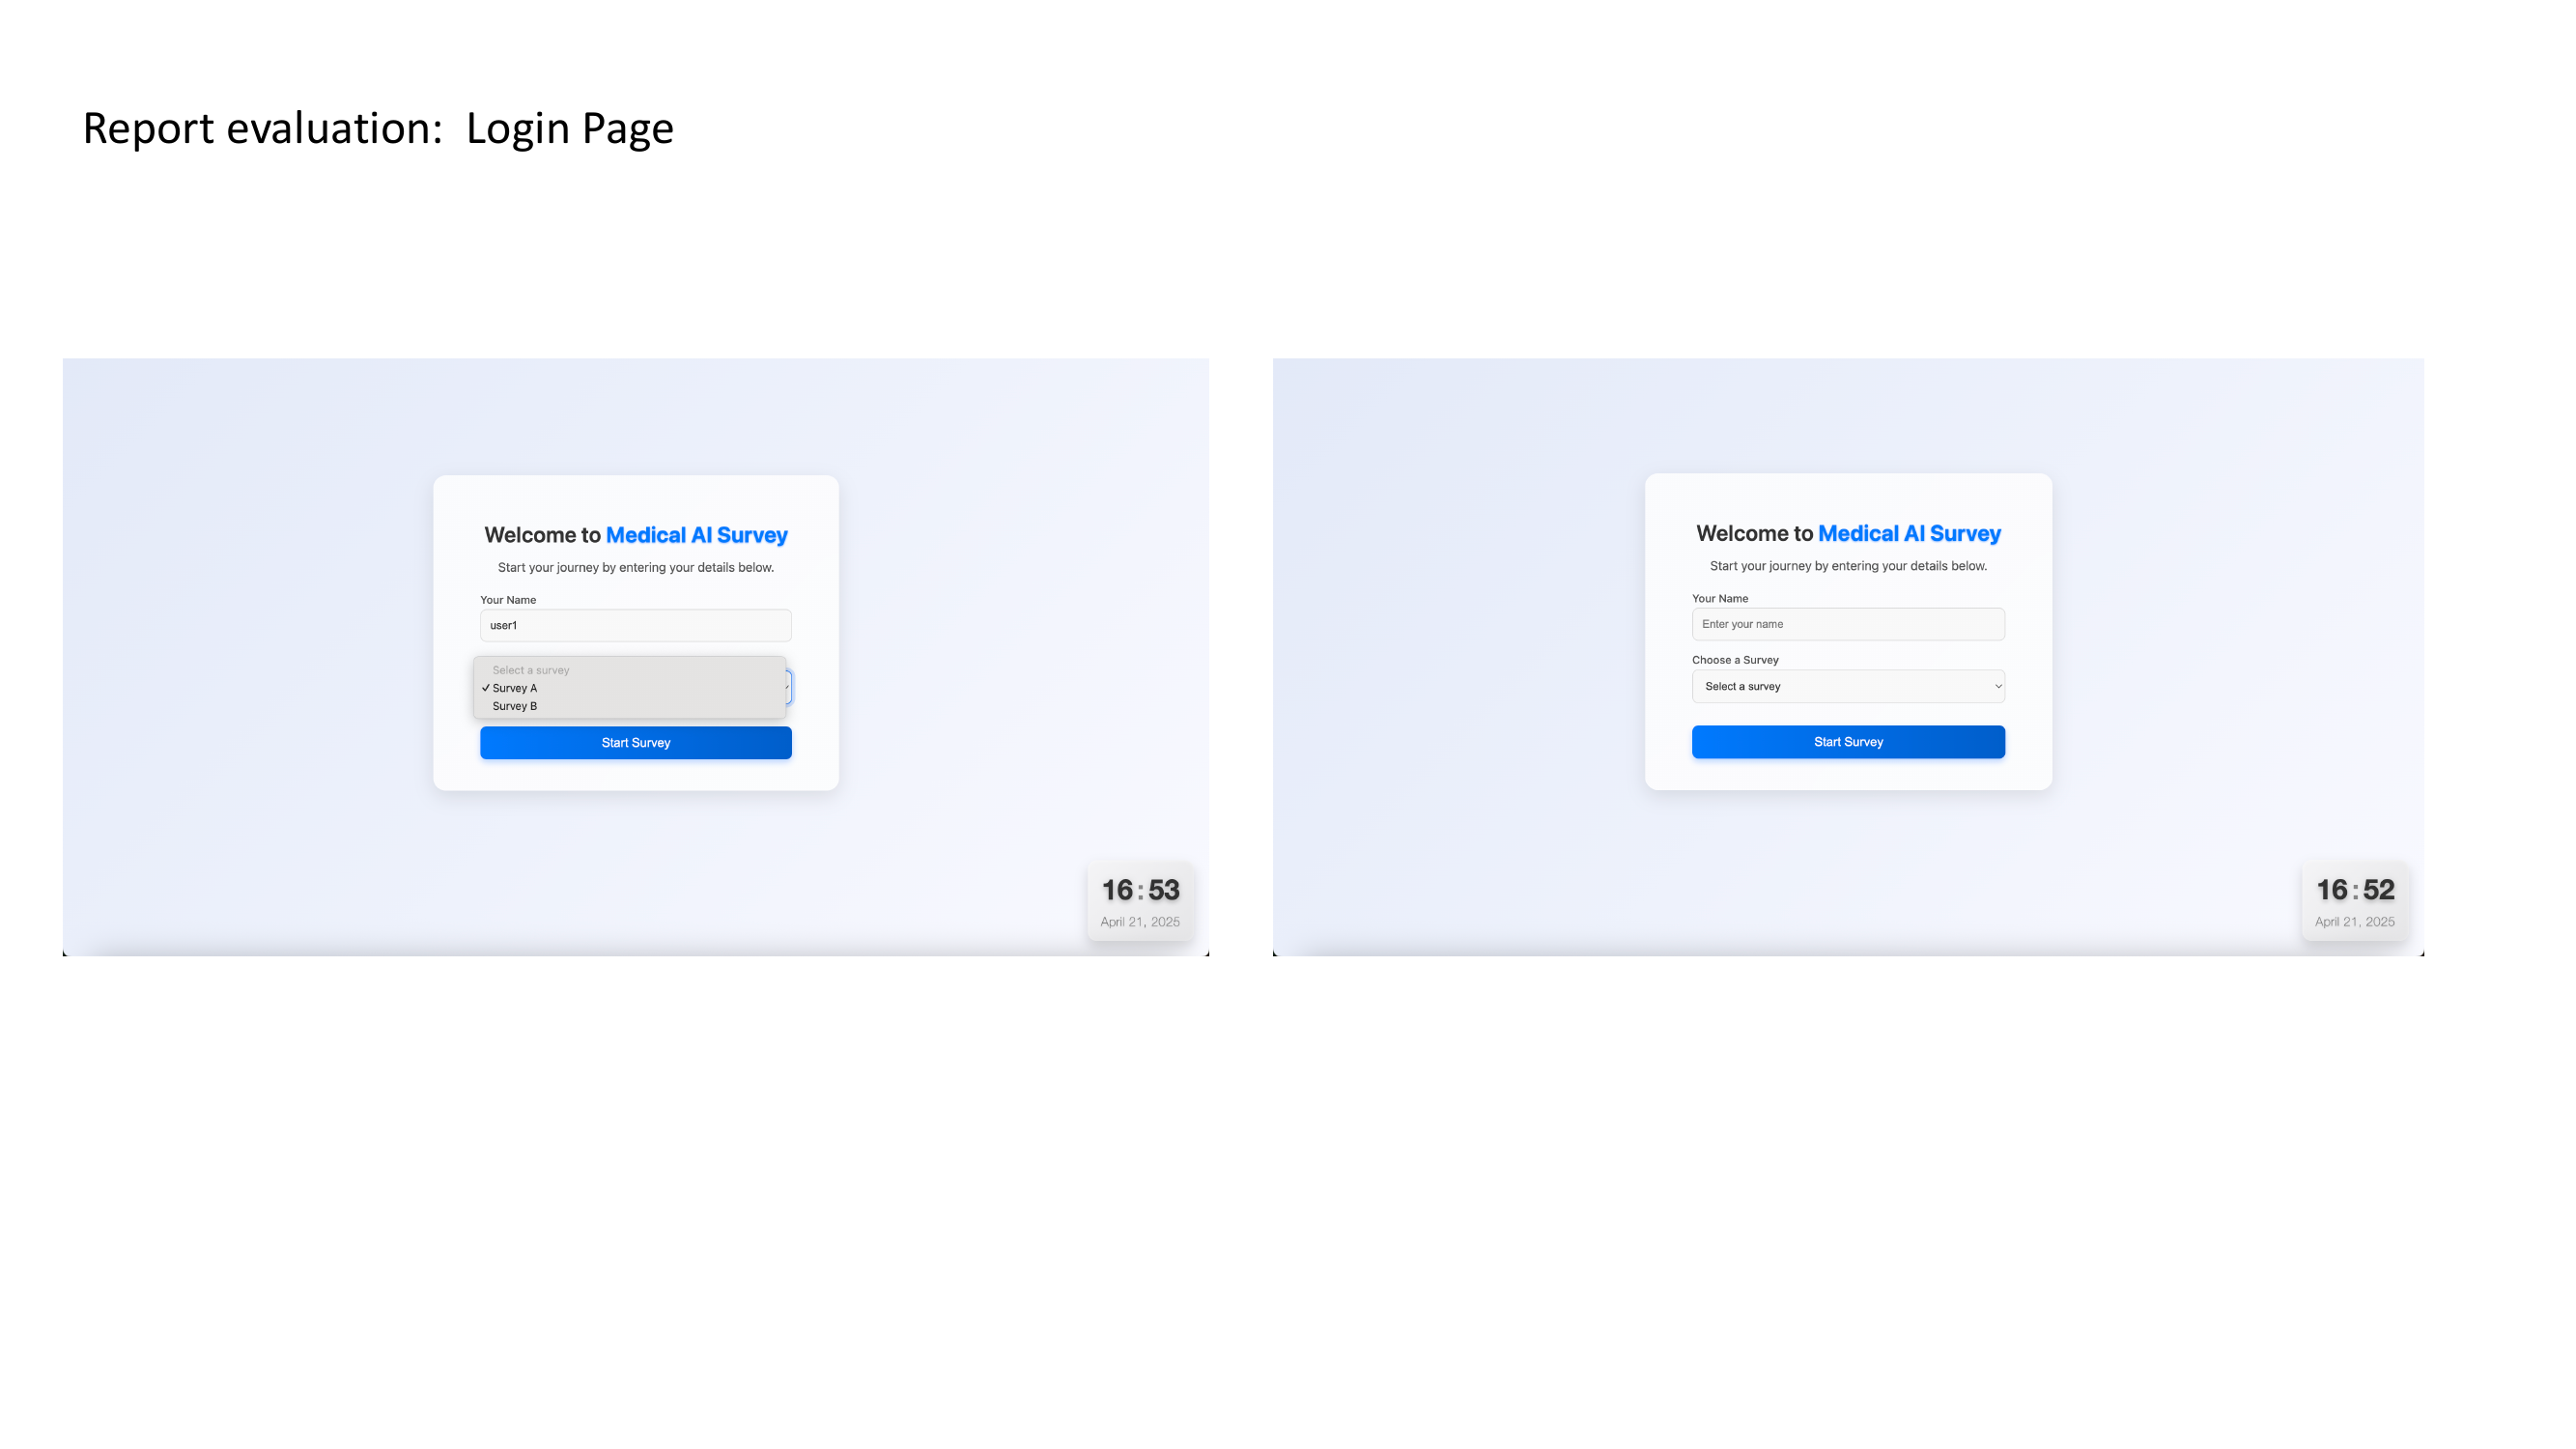 Report evaluation:  Login Page
Welcome to Medical AI Survey
Start your journey by entering your details below.
Your Name
user1
Select a survey
✓ Survey A
Survey B
Start Survey
16:53
April 21, 2025
Welcome to Medical AI Survey
Start your journey by entering your details below.
Your Name
Enter your name
Choose a Survey
Select a survey
Start Survey
16:52
April 21, 2025